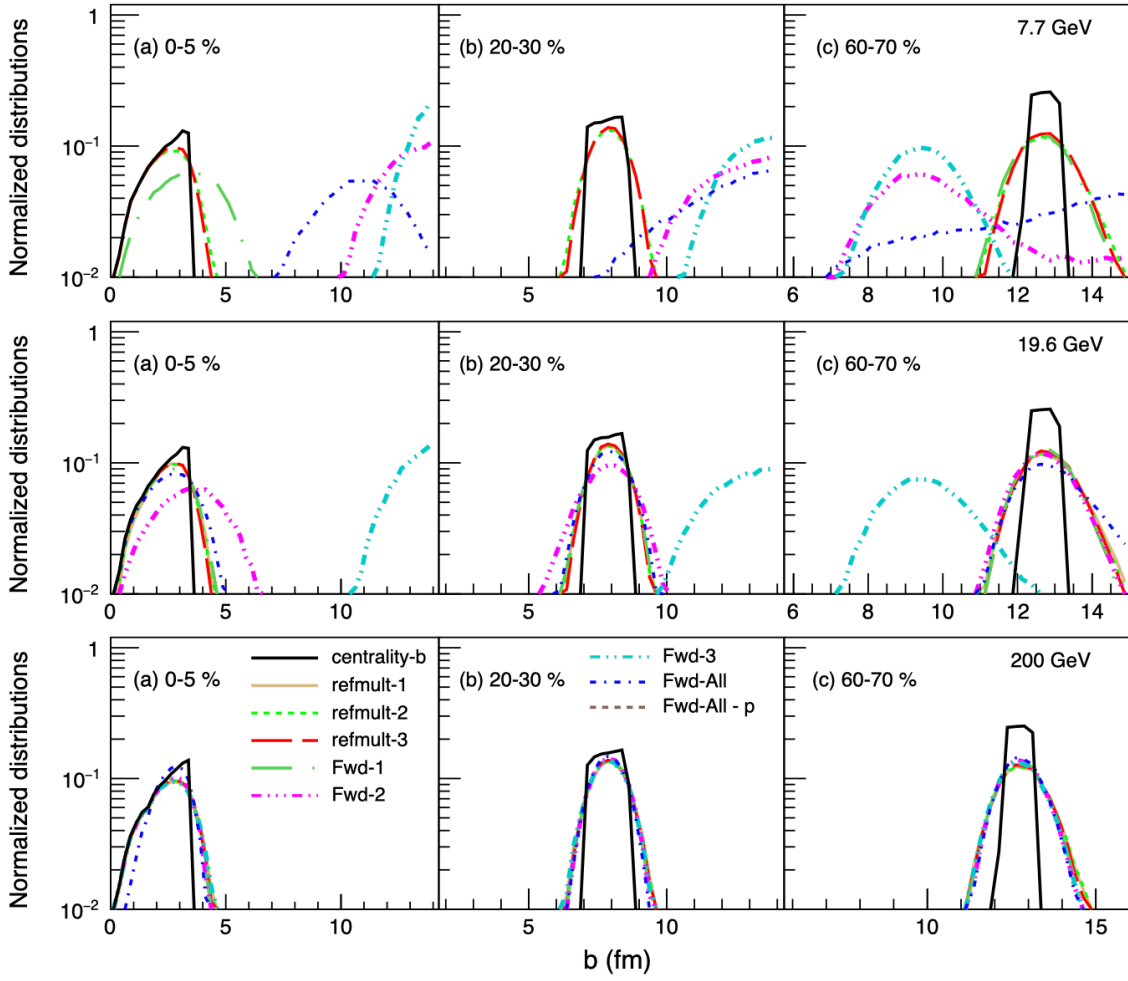 Normalized distributions
1
10⁻¹
10⁻²
(a) 0-5 %
(b) 20-30 %
(c) 60-70 %
7.7 GeV
0 5 10
5 10
6 8 10 12 14
Normalized distributions
1
10⁻¹
10⁻²
(a) 0-5 %
(b) 20-30 %
(c) 60-70 %
19.6 GeV
0 5 10
5 10
6 8 10 12 14
Normalized distributions
1
10⁻¹
10⁻²
(a) 0-5 %
centrality-b
refmult-1
refmult-2
refmult-3
Fwd-1
Fwd-2
(b) 20-30 %
Fwd-3
Fwd-All
Fwd-All - p
(c) 60-70 %
200 GeV
0 5 10
5 10
10 15
b (fm)